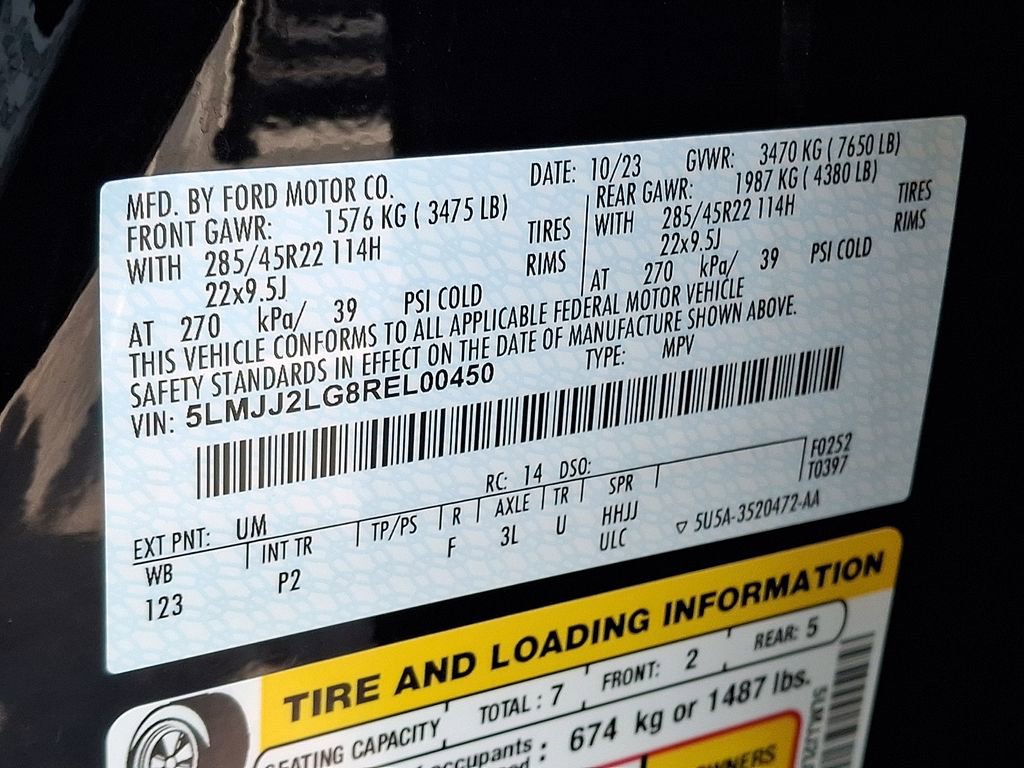 MFD. BY FORD MOTOR CO. DATE: 10/23 GVWR: 3470 KG ( 7650 LB)
FRONT GAWR: 1576 KG ( 3475 LB) REAR GAWR: 1987 KG ( 4380 LB)
WITH 285/45R22 114H TIRES WITH 285/45R22 114H TIRES
22x9.5J RIMS 22x9.5J RIMS
AT 270 kPa/ 39 PSI COLD AT 270 kPa/ 39 PSI COLD
THIS VEHICLE CONFORMS TO ALL APPLICABLE FEDERAL MOTOR VEHICLE
SAFETY STANDARDS IN EFFECT ON THE DATE OF MANUFACTURE SHOWN ABOVE.
VIN: 5LMJJ2LG8REL00450 TYPE: MPV
F0252
T0397
EXT PNT: UM RC: 14 DSO:
WB INT TR TP/PS R AXLE TR SPR
123 P2 F 3L U HHJJ
ULC
5U5A-3520472-AA
TIRE AND LOADING INFORMATION
SEATING CAPACITY TOTAL : 7 FRONT: 2 REAR: 5
occupants : 674 kg or 1487 lbs.
OWNERS